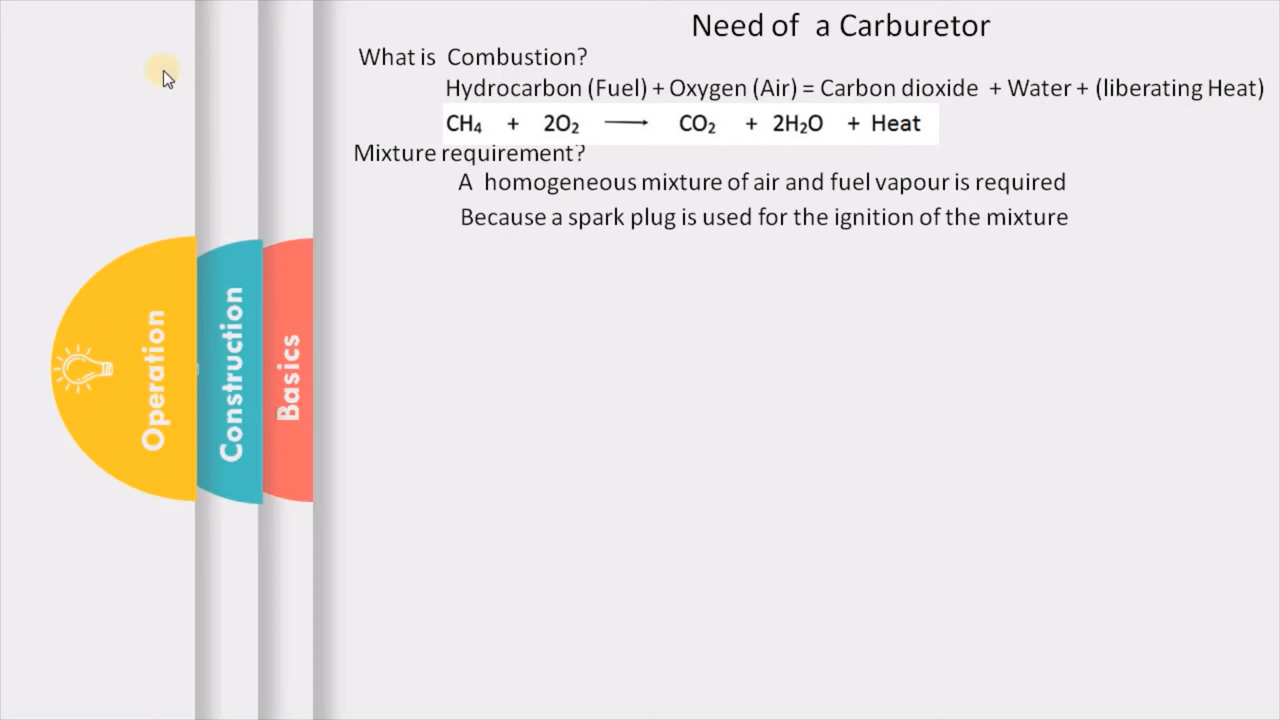 Need of a Carburetor
What is Combustion?
Hydrocarbon (Fuel) + Oxygen (Air) = Carbon dioxide + Water + (liberating Heat)
CH₄ + 2O₂ ⟶ CO₂ + 2H₂O + Heat
Mixture requirement?
A homogeneous mixture of air and fuel vapour is required
Because a spark plug is used for the ignition of the mixture
Operation
Construction
Basics